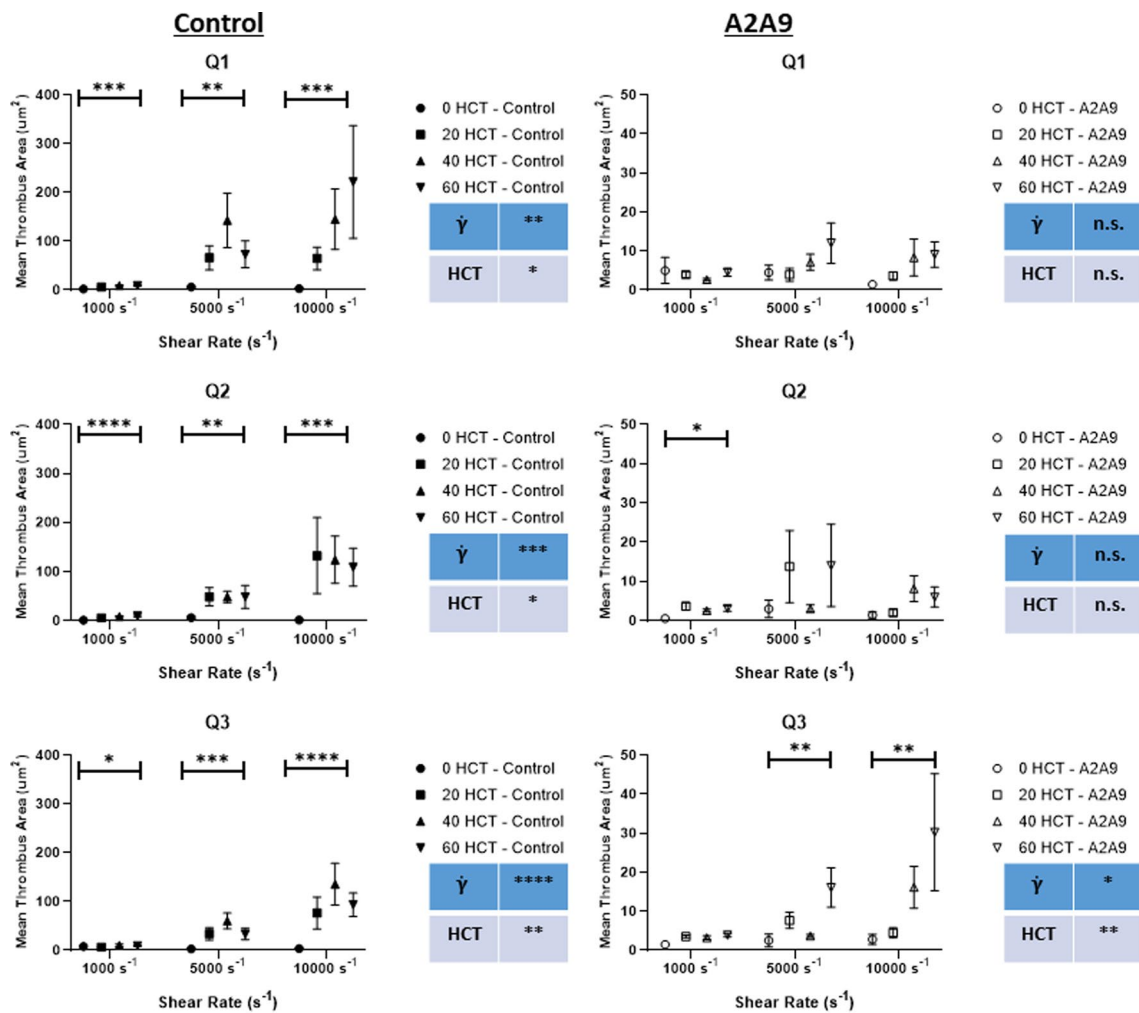 Control
Q1
Mean Thrombus Area (um²)
400
300
200
100
0
***
**
***
1000 s⁻¹
5000 s⁻¹
10000 s⁻¹
Shear Rate (s⁻¹)
0 HCT - Control
20 HCT - Control
40 HCT - Control
60 HCT - Control
γ̇ **
HCT *
A2A9
Q1
Mean Thrombus Area (um²)
50
40
30
20
10
0
1000 s⁻¹
5000 s⁻¹
10000 s⁻¹
Shear Rate (s⁻¹)
0 HCT - A2A9
20 HCT - A2A9
40 HCT - A2A9
60 HCT - A2A9
γ̇ n.s.
HCT n.s.
Q2
Mean Thrombus Area (um²)
400
300
200
100
0
****
**
***
1000 s⁻¹
5000 s⁻¹
10000 s⁻¹
Shear Rate (s⁻¹)
0 HCT - Control
20 HCT - Control
40 HCT - Control
60 HCT - Control
γ̇ ***
HCT *
Q2
Mean Thrombus Area (um²)
50
40
30
20
10
0
*
1000 s⁻¹
5000 s⁻¹
10000 s⁻¹
Shear Rate (s⁻¹)
0 HCT - A2A9
20 HCT - A2A9
40 HCT - A2A9
60 HCT - A2A9
γ̇ n.s.
HCT n.s.
Q3
Mean Thrombus Area (um²)
400
300
200
100
0
*
***
****
1000 s⁻¹
5000 s⁻¹
10000 s⁻¹
Shear Rate (s⁻¹)
0 HCT - Control
20 HCT - Control
40 HCT - Control
60 HCT - Control
γ̇ ****
HCT **
Q3
Mean Thrombus Area (um²)
50
40
30
20
10
0
**
**
1000 s⁻¹
5000 s⁻¹
10000 s⁻¹
Shear Rate (s⁻¹)
0 HCT - A2A9
20 HCT - A2A9
40 HCT - A2A9
60 HCT - A2A9
γ̇ *
HCT **